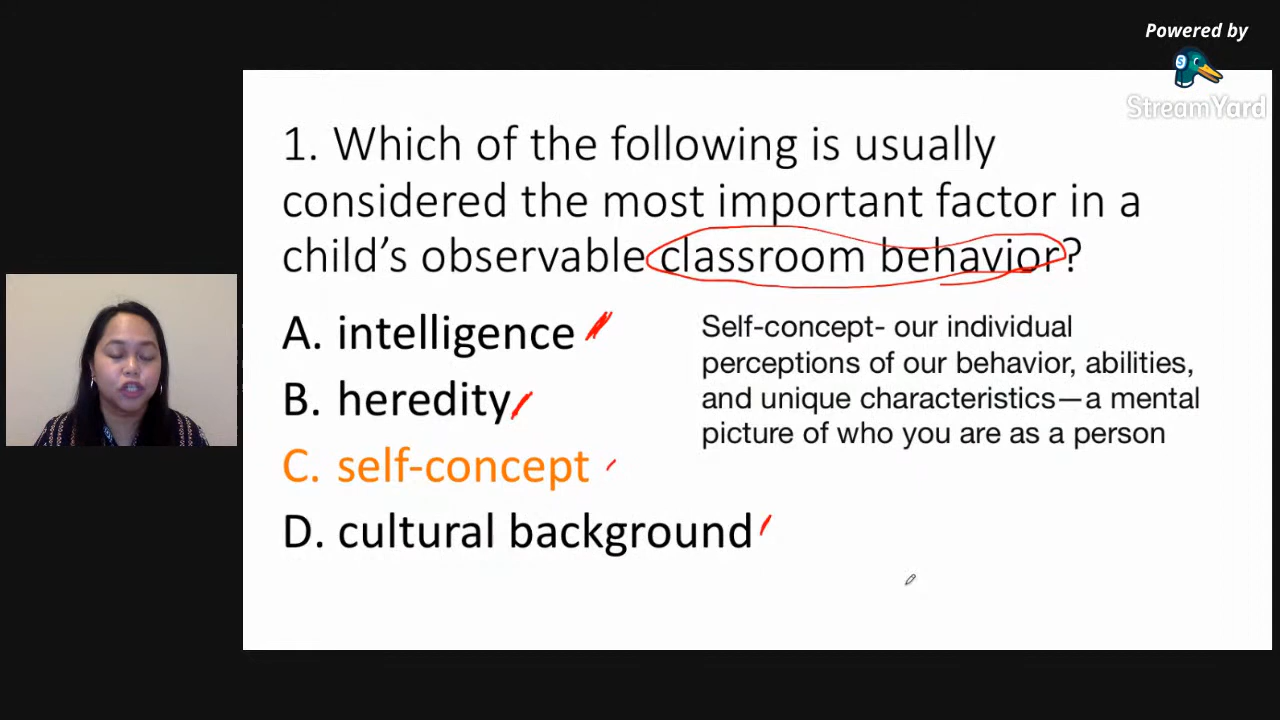 Powered by
StreamYard
1. Which of the following is usually
considered the most important factor in a
child’s observable classroom behavior?
A. intelligence
B. heredity
C. self-concept
D. cultural background
Self-concept- our individual
perceptions of our behavior, abilities,
and unique characteristics—a mental
picture of who you are as a person